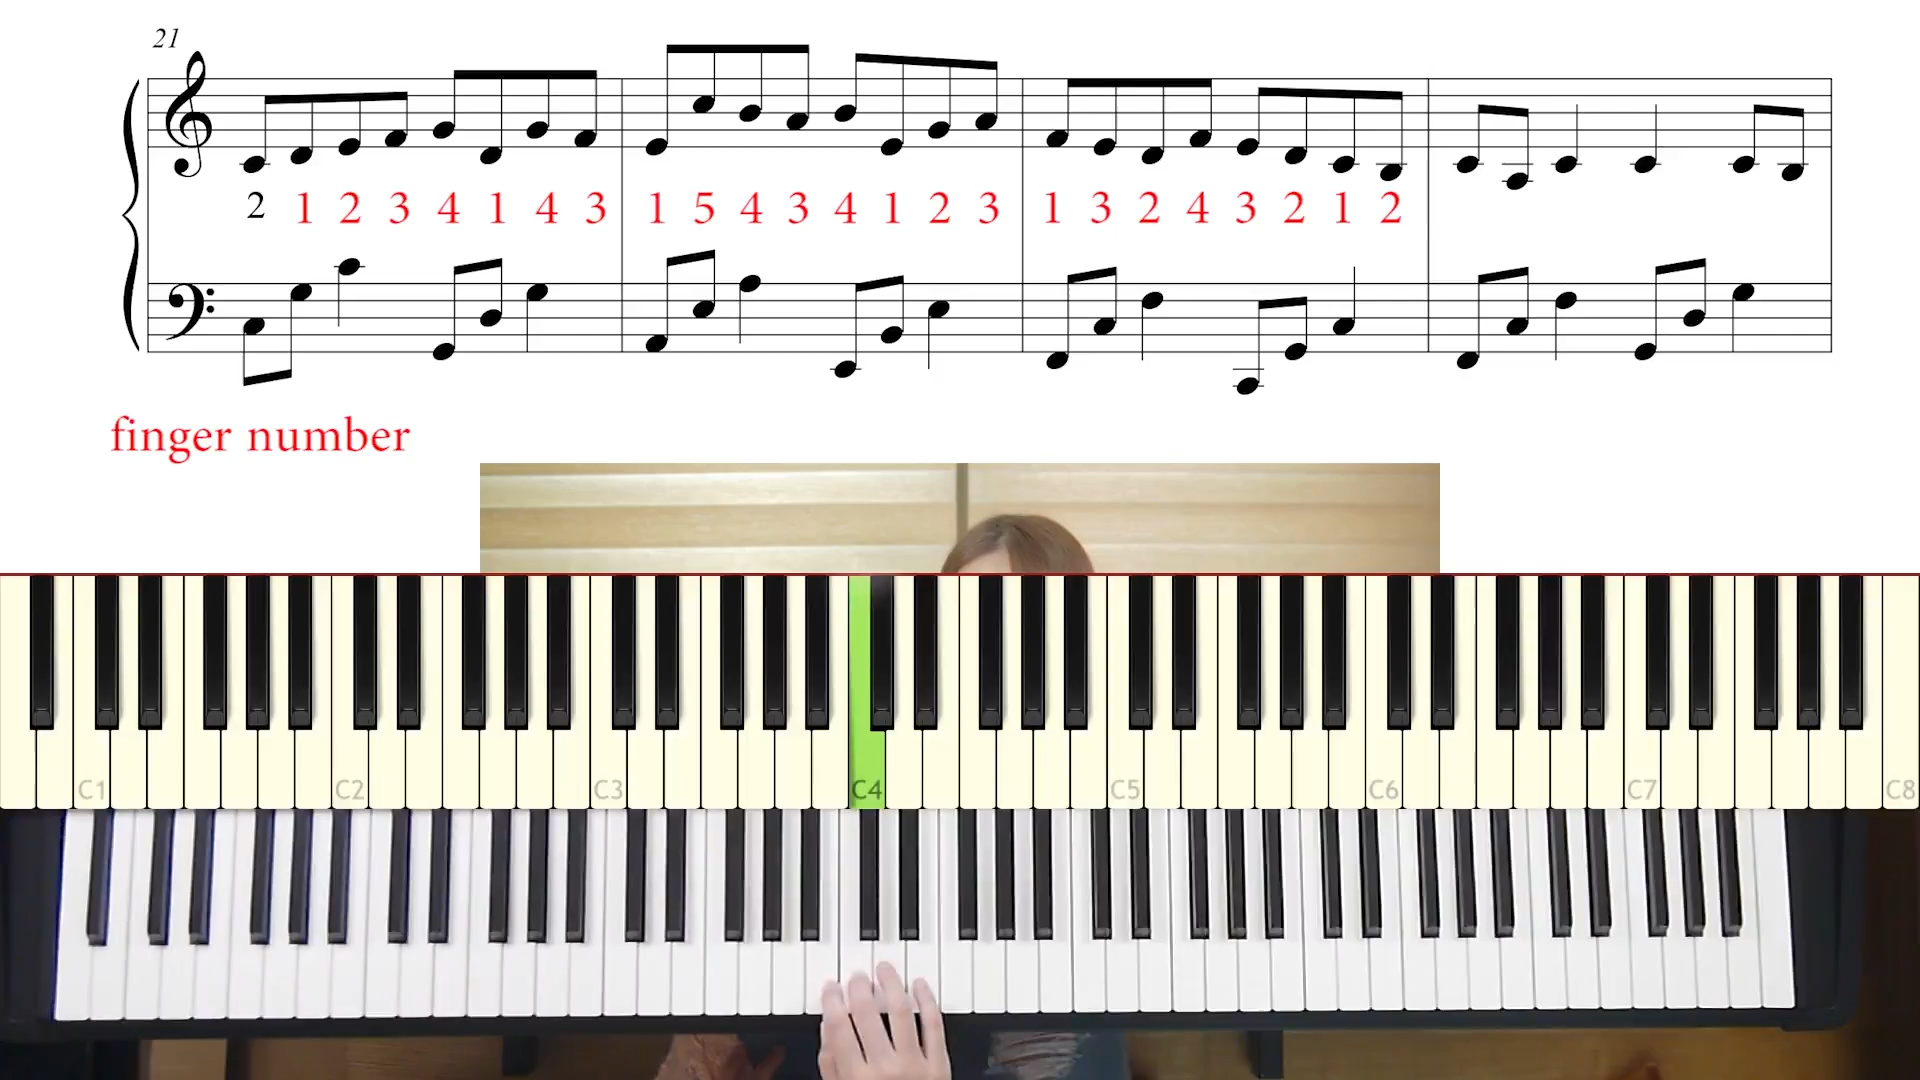 21
2 1 2 3 4 1 4 3 1 5 4 3 4 1 2 3 1 3 2 4 3 2 1 2
finger number
C1 C2 C3 C4 C5 C6 C7 C8